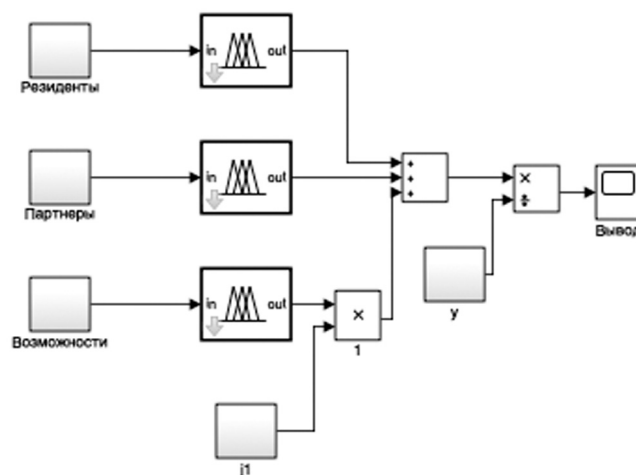 in out
Резиденты
in out
Партнеры
+
+
+
×
÷
Вывод
in out
Возможности
×
1
y
i1